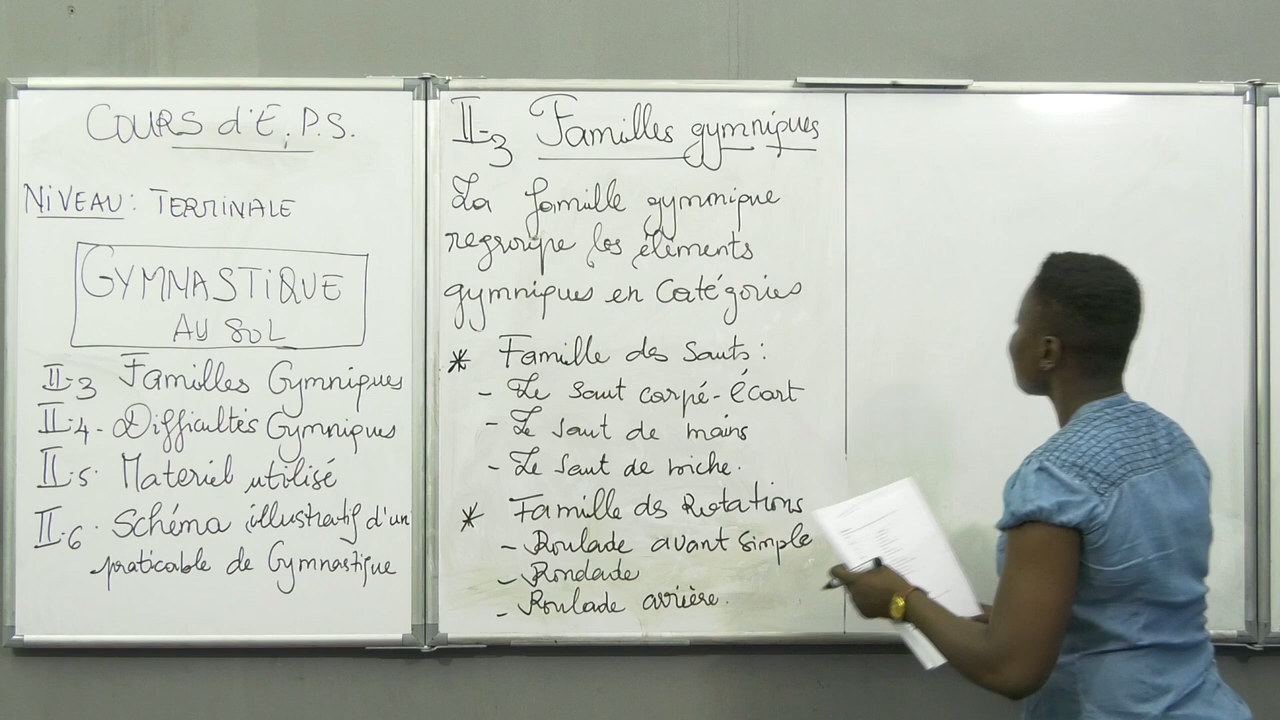 COURS d'E.P.S.
NIVEAU: TERMINALE
GYMNASTIQUE
AU SOL
II-3 Familles Gymniques
II-4- Difficultés Gymniques
II-5 Materiel utilisé
II-6. Schéma illustratif d'un
praticable de Gymnastique
II-3 Familles gymniques
La famille gymnique
regroupe les éléments
gymniques en Catégories
* Famille des Sauts:
- Le Saut carpé-Écart
- Le saut de mains
- Le Saut de biche.
* Famille des Rotations
- Roulade avant Simple
- Rondade
- Roulade arrière.